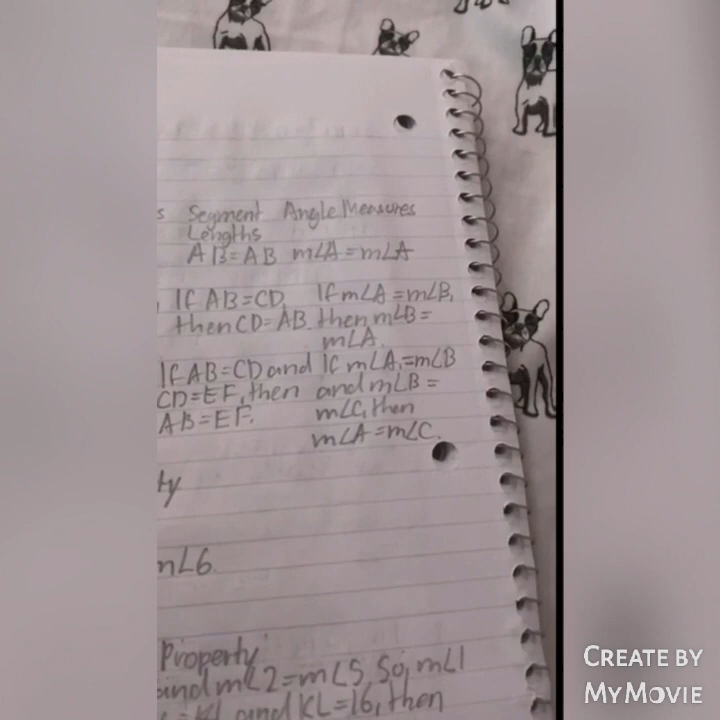 s Segment Angle Measures
Lengths
AB=AB m∠A=m∠A
, If AB=CD, If m∠A=m∠B,
then CD=AB. then m∠B=
m∠A.
If AB=CD and If m∠A=m∠B
CD=EF, then and m∠B=
AB=EF. m∠C, then
m∠A=m∠C.
ty
m∠6
Property
and m∠2=m∠5. So, m∠1
KL and KL=16, then
CREATE BY
MYMOVIE